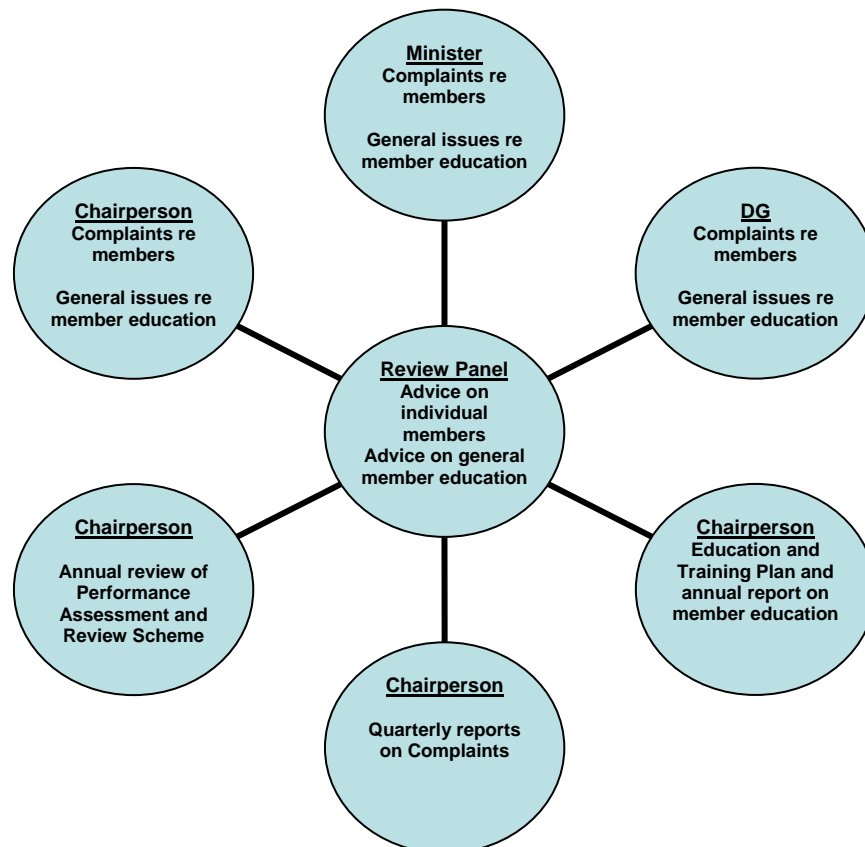 Minister
Complaints re
members
General issues re
member education
Chairperson
Complaints re
members
General issues re
member education
DG
Complaints re
members
General issues re
member education
Review Panel
Advice on
individual
members
Advice on general
member education
Chairperson
Annual review of
Performance
Assessment and
Review Scheme
Chairperson
Education and
Training Plan and
annual report on
member education
Chairperson
Quarterly reports
on Complaints